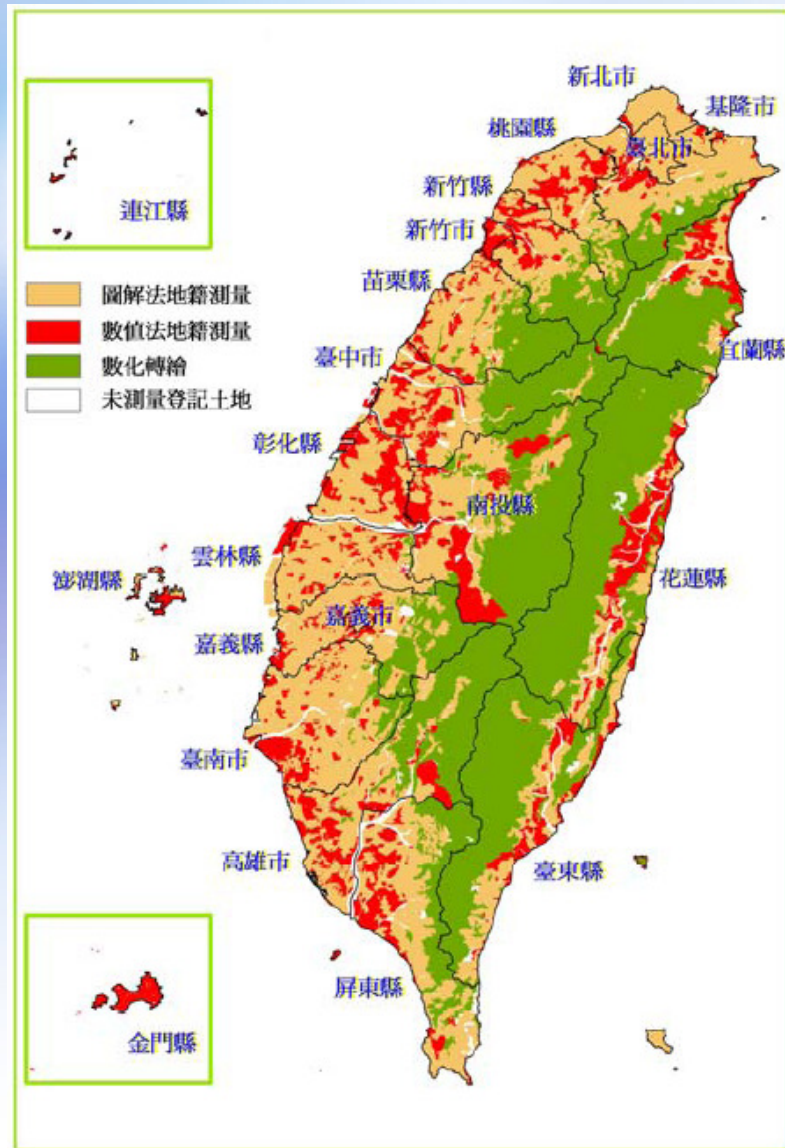 新北市
基隆市
桃園縣
臺北市
新竹縣
連江縣
新竹市
苗栗縣
圖解法地籍測量
數值法地籍測量
宜蘭縣
臺中市
數化轉繪
未測量登記土地
彰化縣
南投縣
雲林縣
澎湖縣
花蓮縣
嘉義市
嘉義縣
臺南市
高雄市
臺東縣
屏東縣
金門縣